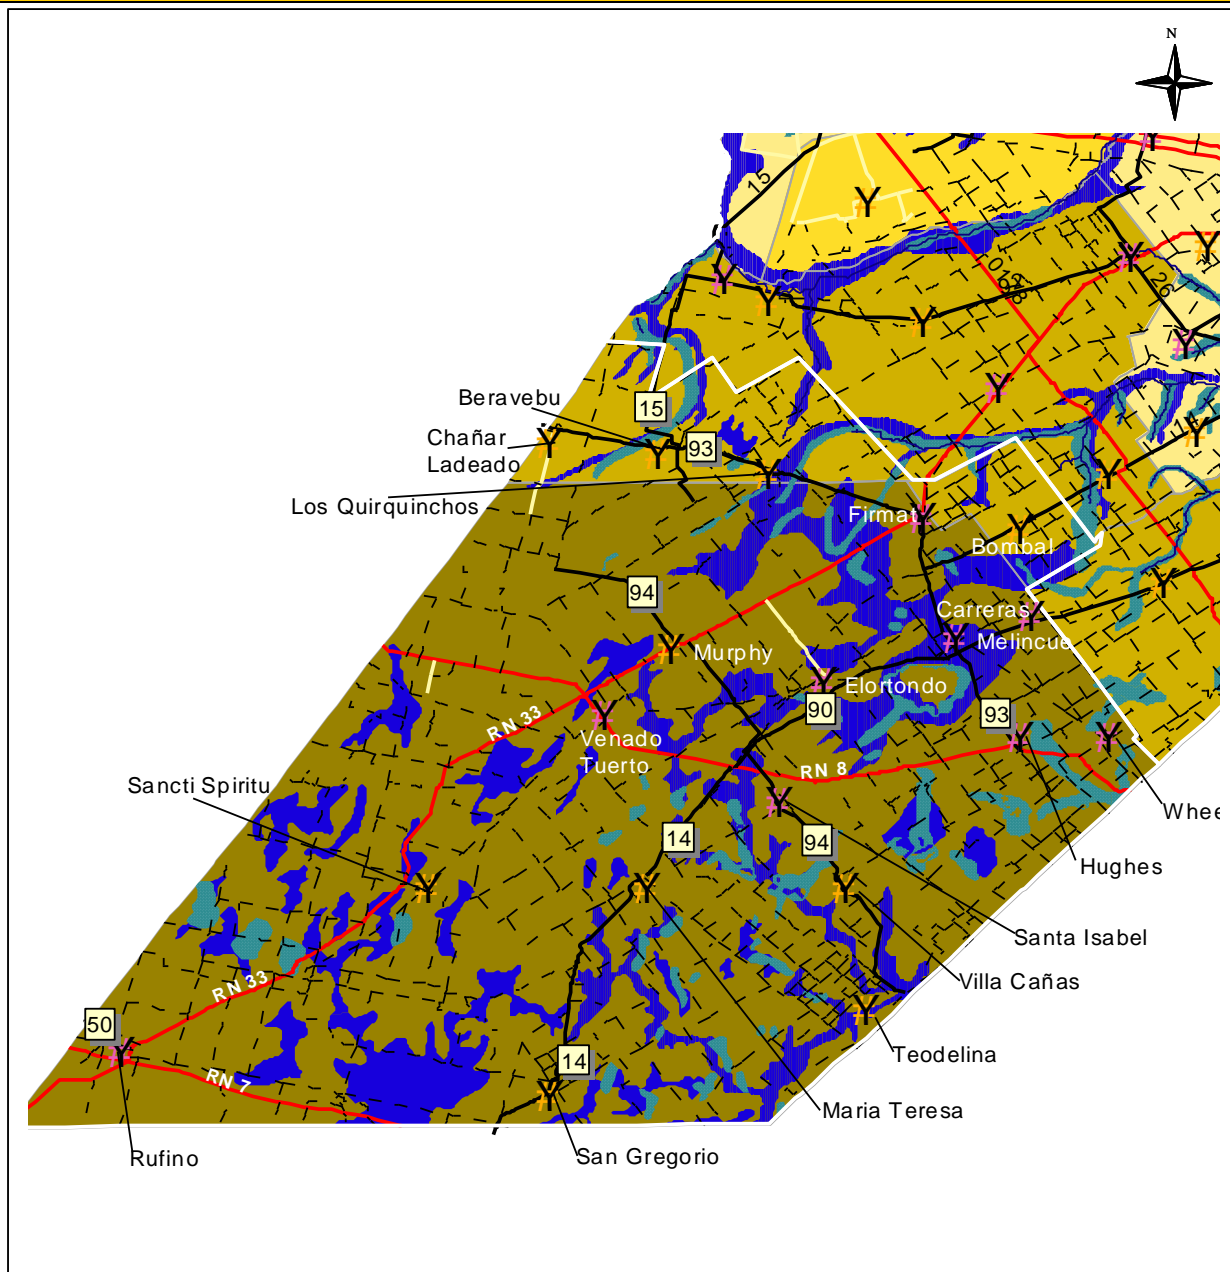 N
15
Beravebu
15
Chañar
Ladeado
93
Los Quirquinchos
Firmat
Bombal
94
Carreras
Melincue
Murphy
Elortondo
90
93
RN 33
Venado
Tuerto
RN 8
Sancti Spiritu
Whee
14
94
Hughes
Santa Isabel
Villa Cañas
RN 33
50
Teodelina
14
RN 7
Maria Teresa
San Gregorio
Rufino
26